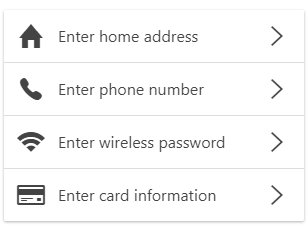 Enter home address
Enter phone number
Enter wireless password
Enter card information